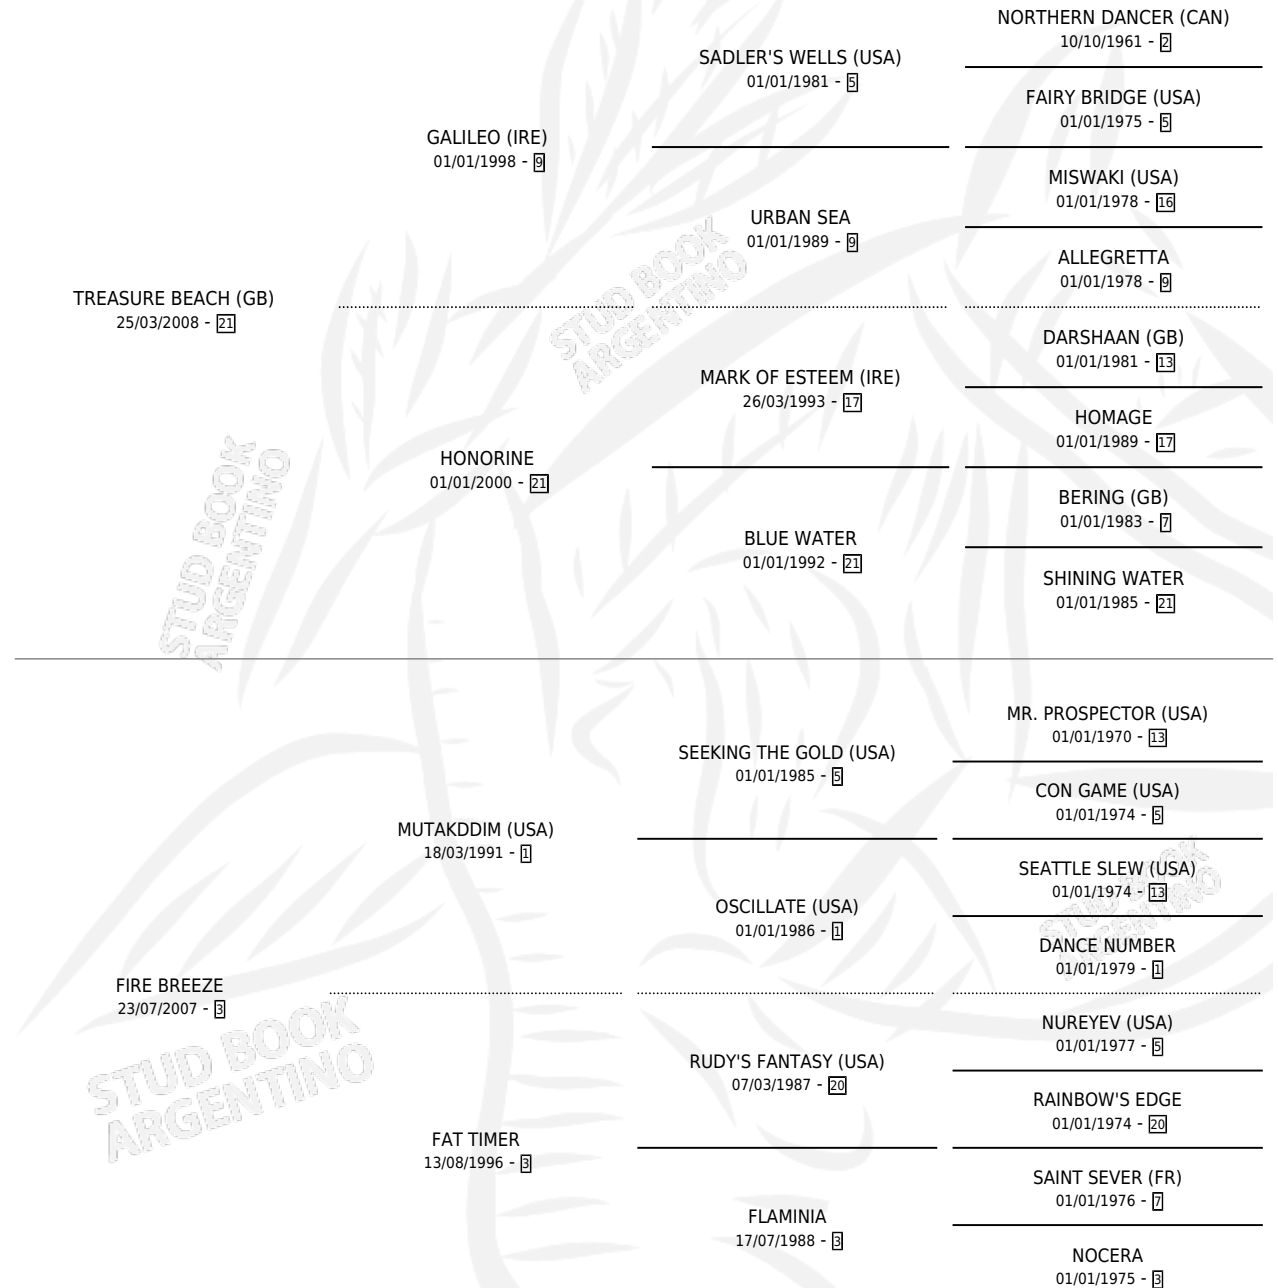 NORTHERN DANCER (CAN)
10/10/1961 - 2
SADLER'S WELLS (USA)
01/01/1981 - 5
FAIRY BRIDGE (USA)
01/01/1975 - 5
GALILEO (IRE)
01/01/1998 - 9
MISWAKI (USA)
01/01/1978 - 16
URBAN SEA
01/01/1989 - 9
ALLEGRETTA
01/01/1978 - 9
TREASURE BEACH (GB)
25/03/2008 - 21
STUD BOOK
ARGENTINO
DARSHAAN (GB)
01/01/1981 - 13
MARK OF ESTEEM (IRE)
26/03/1993 - 17
HOMAGE
01/01/1989 - 17
HONORINE
01/01/2000 - 21
BERING (GB)
01/01/1983 - 7
BLUE WATER
01/01/1992 - 21
SHINING WATER
01/01/1985 - 21
STUD BOOK
ARGENTINO
MR. PROSPECTOR (USA)
01/01/1970 - 13
SEEKING THE GOLD (USA)
01/01/1985 - 5
CON GAME (USA)
01/01/1974 - 5
MUTAKDDIM (USA)
18/03/1991 - 1
SEATTLE SLEW (USA)
01/01/1974 - 13
STUD BOOK
ARGENTINO
OSCILLATE (USA)
01/01/1986 - 1
DANCE NUMBER
01/01/1979 - 1
FIRE BREEZE
23/07/2007 - 3
STUD BOOK
ARGENTINO
NUREYEV (USA)
01/01/1977 - 5
RUDY'S FANTASY (USA)
07/03/1987 - 20
RAINBOW'S EDGE
01/01/1974 - 20
FAT TIMER
13/08/1996 - 3
SAINT SEVER (FR)
01/01/1976 - 7
FLAMINIA
17/07/1988 - 3
NOCERA
01/01/1975 - 3